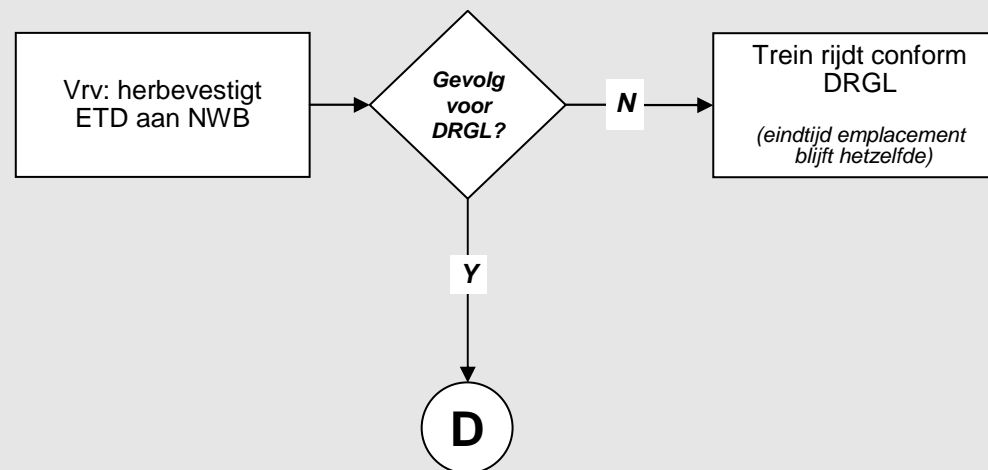 Vrv: herbevestigt
ETD aan NWB
Gevolg
voor
DRGL?
N
Trein rijdt conform
DRGL
(eindtijd emplacement
blijft hetzelfde)
Y
D